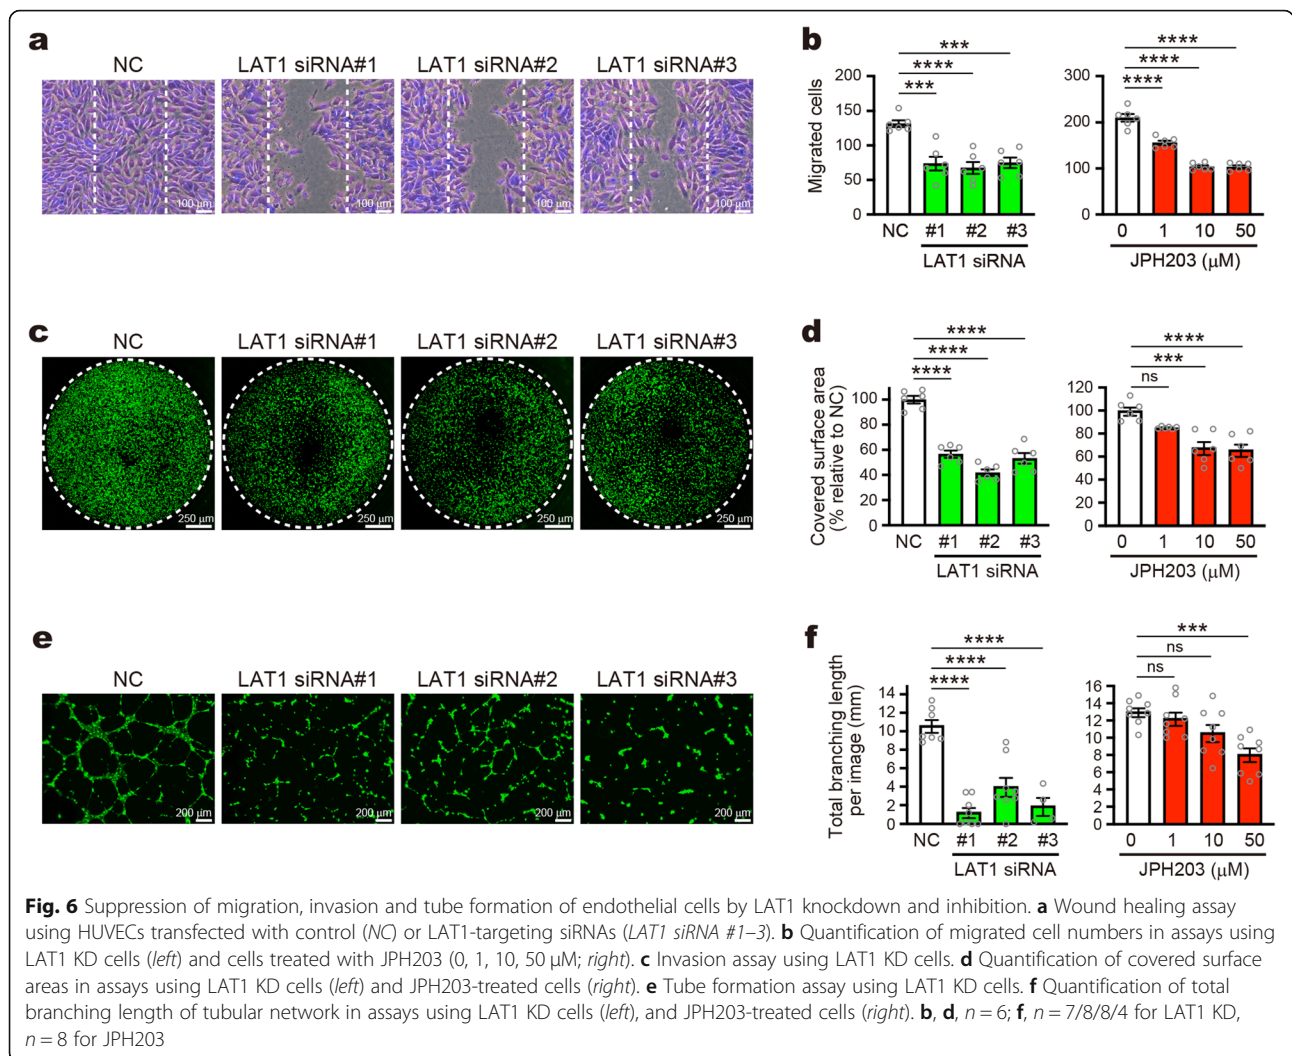 a
NC LAT1 siRNA#1 LAT1 siRNA#2 LAT1 siRNA#3
100 μm 100 μm 100 μm 100 μm
b
Migrated cells
200
150
100
50
0
*** 
****
***
NC #1 #2 #3
LAT1 siRNA
300
200
100
0
****
****
****
0 1 10 50
JPH203 (μM)
c
NC LAT1 siRNA#1 LAT1 siRNA#2 LAT1 siRNA#3
250 μm 250 μm 250 μm 250 μm
d
Covered surface area
(% relative to NC)
100
80
60
40
20
0
****
****
****
NC #1 #2 #3
LAT1 siRNA
120
100
80
60
40
20
0
****
***
ns
0 1 10 50
JPH203 (μM)
e
NC LAT1 siRNA#1 LAT1 siRNA#2 LAT1 siRNA#3
200 μm 200 μm 200 μm 200 μm
f
Total branching length
per image (mm)
14
12
10
8
6
4
2
0
****
****
****
NC #1 #2 #3
LAT1 siRNA
16
14
12
10
8
6
4
2
0
***
ns
ns
0 1 10 50
JPH203 (μM)
Fig. 6 Suppression of migration, invasion and tube formation of endothelial cells by LAT1 knockdown and inhibition. a Wound healing assay
using HUVECs transfected with control (NC) or LAT1-targeting siRNAs (LAT1 siRNA #1–3). b Quantification of migrated cell numbers in assays using
LAT1 KD cells (left) and cells treated with JPH203 (0, 1, 10, 50 μM; right). c Invasion assay using LAT1 KD cells. d Quantification of covered surface
areas in assays using LAT1 KD cells (left) and JPH203-treated cells (right). e Tube formation assay using LAT1 KD cells. f Quantification of total
branching length of tubular network in assays using LAT1 KD cells (left), and JPH203-treated cells (right). b, d, n = 6; f, n = 7/8/8/4 for LAT1 KD,
n = 8 for JPH203